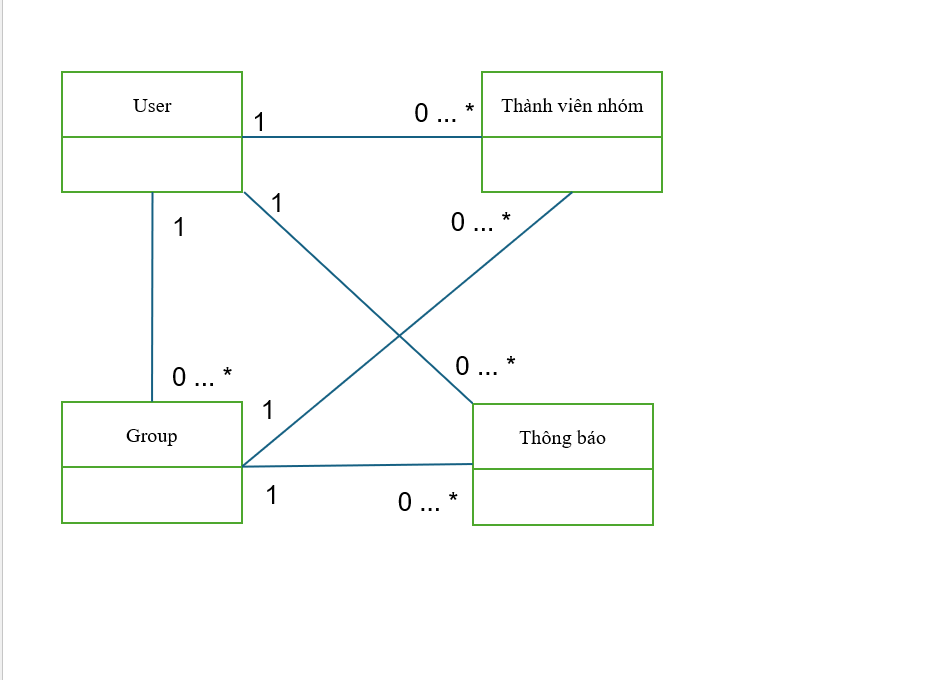 User
Thành viên nhóm
1
0 ... *
1
1
0 ... *
0 ... *
0 ... *
1
Group
Thông báo
1
0 ... *